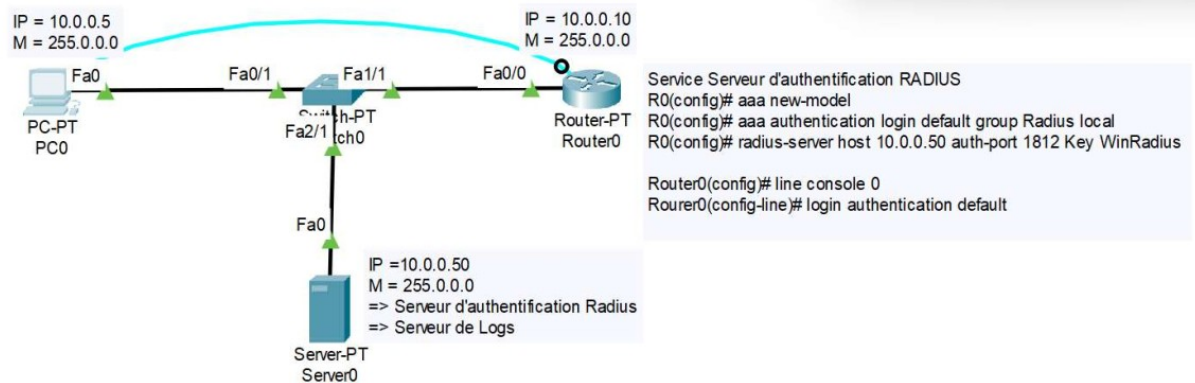 IP = 10.0.0.5
M = 255.0.0.0
Fa0
PC-PT
PC0
Fa0/1
Fa1/1
Fa2/1
IP = 10.0.0.10
M = 255.0.0.0
Fa0/0
Router-PT
Router0
Fa0
IP =10.0.0.50
M = 255.0.0.0
=> Serveur d'authentification Radius
=> Serveur de Logs
Server-PT
Server0
Service Serveur d'authentification RADIUS
R0(config)# aaa new-model
R0(config)# aaa authentication login default group Radius local
R0(config)# radius-server host 10.0.0.50 auth-port 1812 Key WinRadius
Router0(config)# line console 0
Rourer0(config-line)# login authentication default